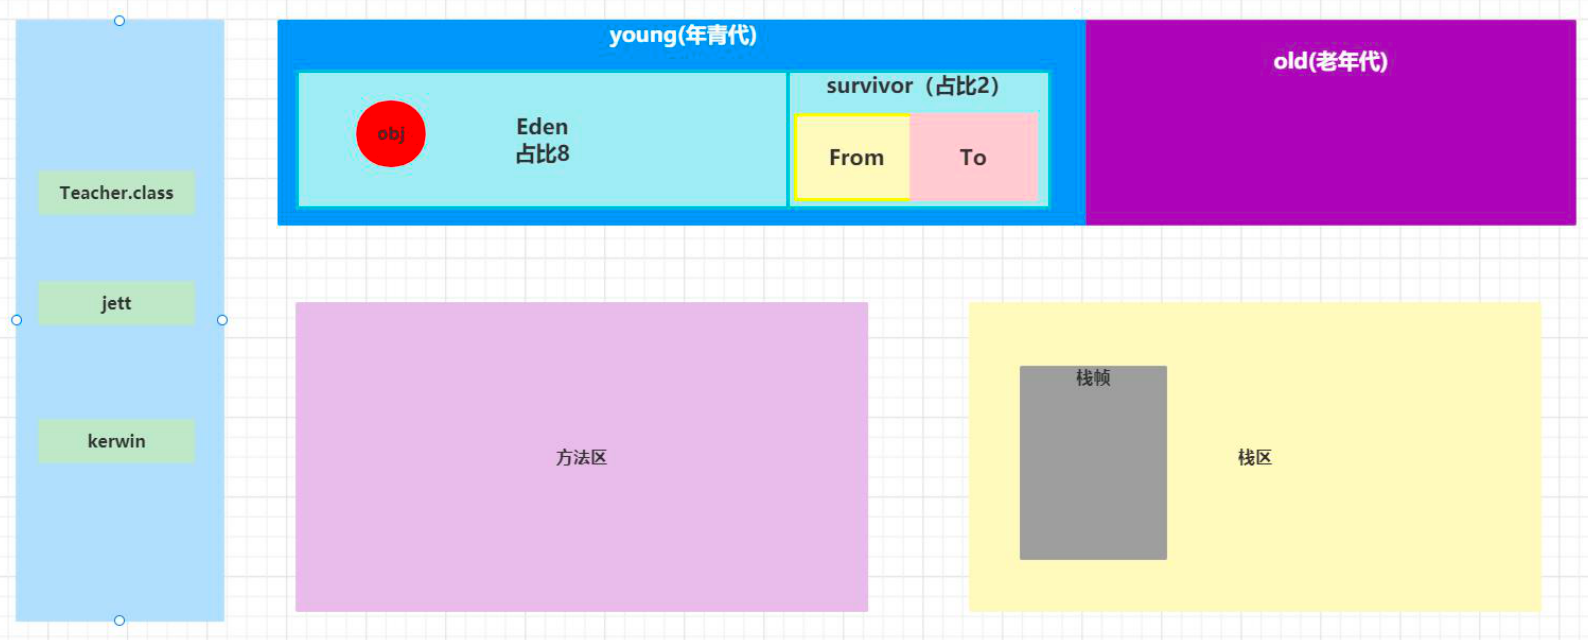 Teacher.class
jett
kerwin
young(年青代)
obj
Eden
占比8
survivor（占比2）
From
To
old(老年代)
方法区
栈帧
栈区